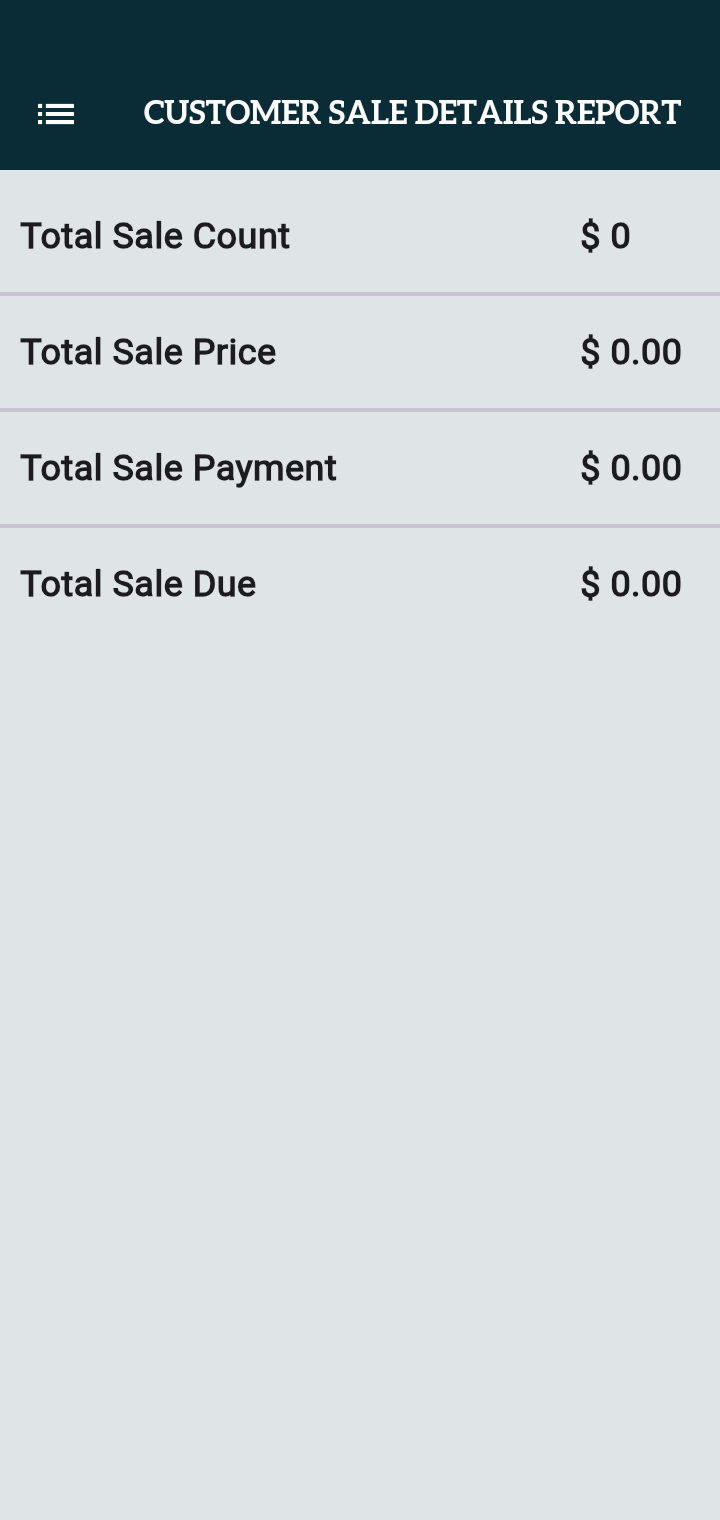 CUSTOMER SALE DETAILS REPORT
Total Sale Count $ 0
Total Sale Price $ 0.00
Total Sale Payment $ 0.00
Total Sale Due $ 0.00